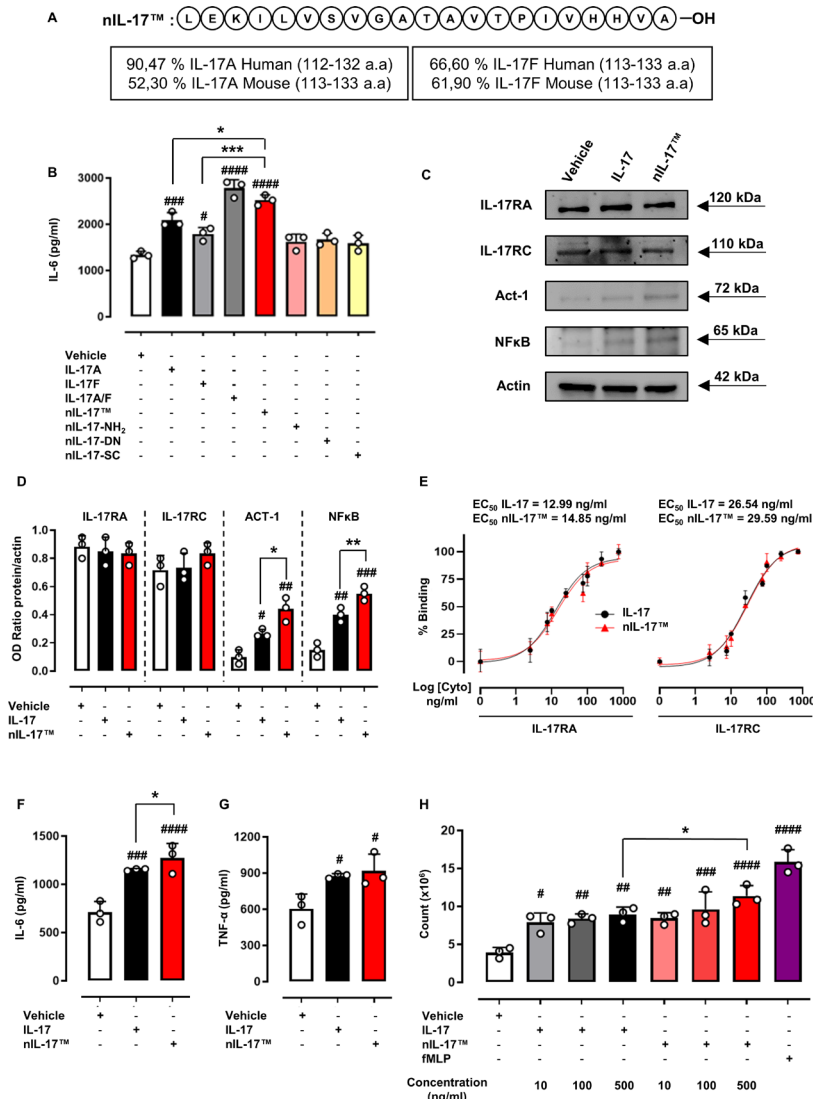 A
nIL-17™ : L E K I L V S V G A T A V T P I V H H V A —OH
90,47 % IL-17A Human (112-132 a.a)
52,30 % IL-17A Mouse (113-133 a.a)
66,60 % IL-17F Human (113-133 a.a)
61,90 % IL-17F Mouse (113-133 a.a)
B
IL-6 (pg/ml)
3000
2000
1000
0
### # #### ####
* ***
Vehicle + - - - - - - -
IL-17A - + - - - - - -
IL-17F - - + - - - - -
IL-17A/F - - - + - - - -
nIL-17™ - - - - + - - -
nIL-17-NH2 - - - - - + - -
nIL-17-DN - - - - - - + -
nIL-17-SC - - - - - - - +
C
Vehicle IL-17 nIL-17™
IL-17RA 120 kDa
IL-17RC 110 kDa
Act-1 72 kDa
NFκB 65 kDa
Actin 42 kDa
D
IL-17RA IL-17RC ACT-1 NFκB
OD Ratio protein/actin
1.0
0.8
0.6
0.4
0.2
0.0
# ## * ## ### **
Vehicle + - - + - - + - - + - -
IL-17 - + - - + - - + - - + -
nIL-17™ - - + - - + - - + - - +
E
EC50 IL-17 = 12.99 ng/ml
EC50 nIL-17™ = 14.85 ng/ml
EC50 IL-17 = 26.54 ng/ml
EC50 nIL-17™ = 29.59 ng/ml
% Binding
100
75
50
25
0
IL-17
nIL-17™
Log [Cyto]
ng/ml
0 1 10 100 1000
0 1 10 100 1000
IL-17RA
IL-17RC
F
IL-6 (pg/ml)
1500
1000
500
0
### #### *
Vehicle + - -
IL-17 - + -
nIL-17™ - - +
G
TNF-α (pg/ml)
1200
900
600
300
0
# #
Vehicle + - -
IL-17 - + -
nIL-17™ - - +
H
Count (x10⁶)
20
15
10
5
0
# ## ## ## ### #### ####
*
Vehicle + - - - - - - -
IL-17 - + + + - - - -
nIL-17™ - - - - + + + -
fMLP - - - - - - - +
Concentration
(ng/ml)
10 100 500 10 100 500